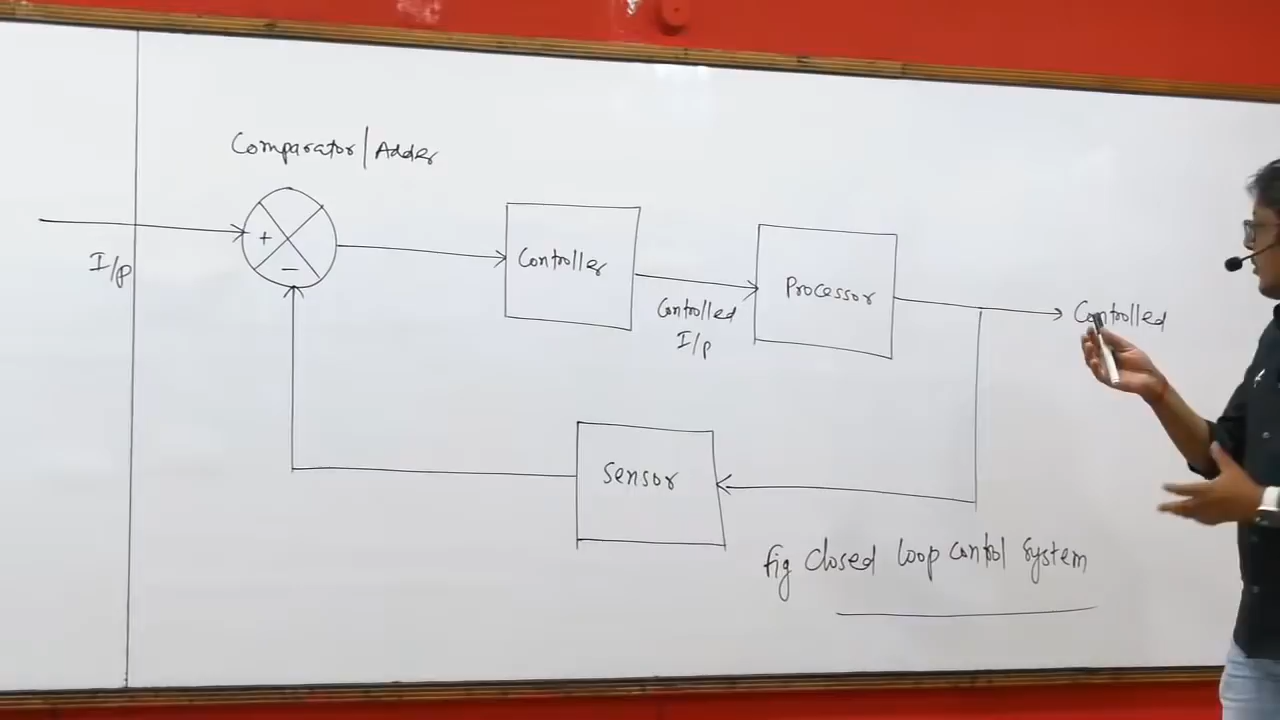 Comparator/Adder
+
−
I/p
Controller
Controlled
I/p
Processor
Controlled
Sensor
fig closed loop control system